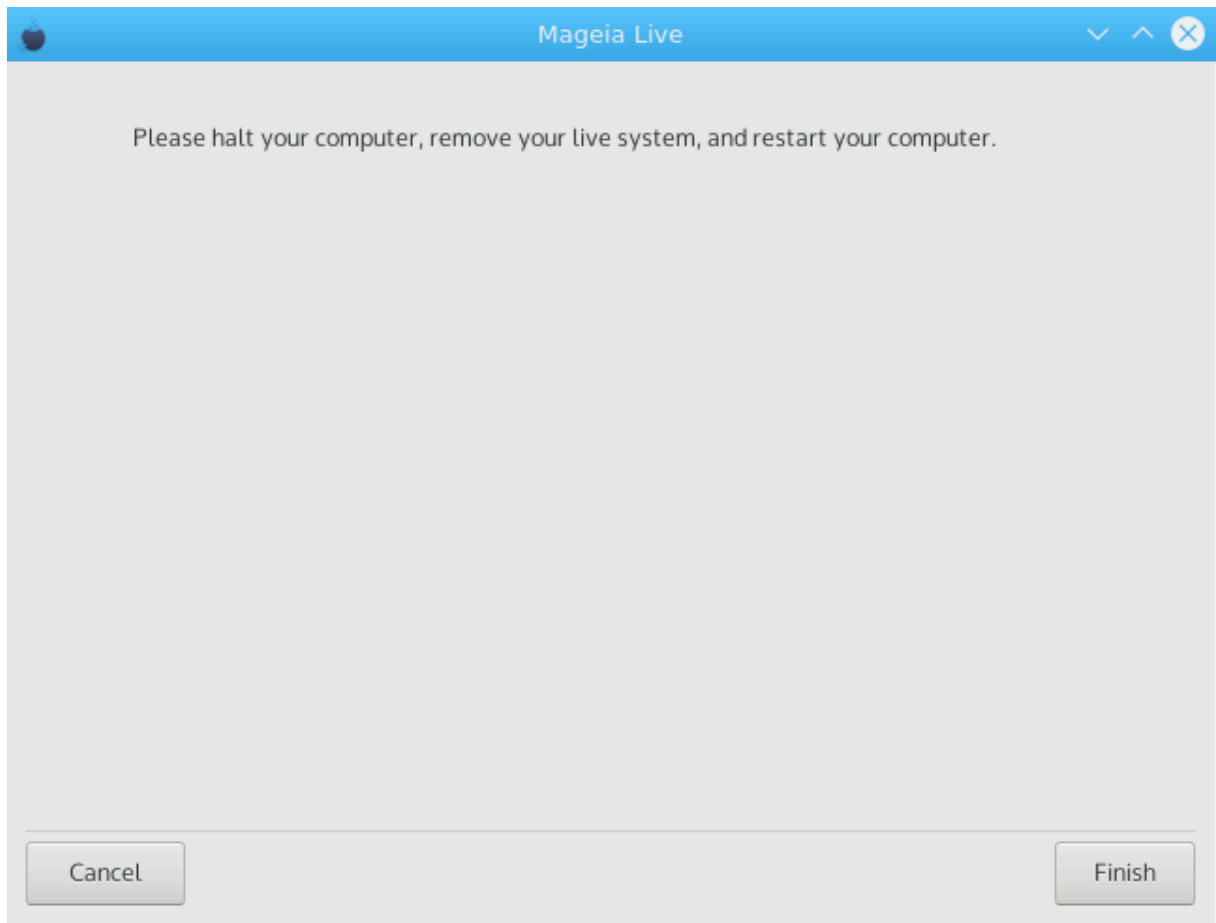 Mageia Live
Please halt your computer, remove your live system, and restart your computer.
Cancel
Finish